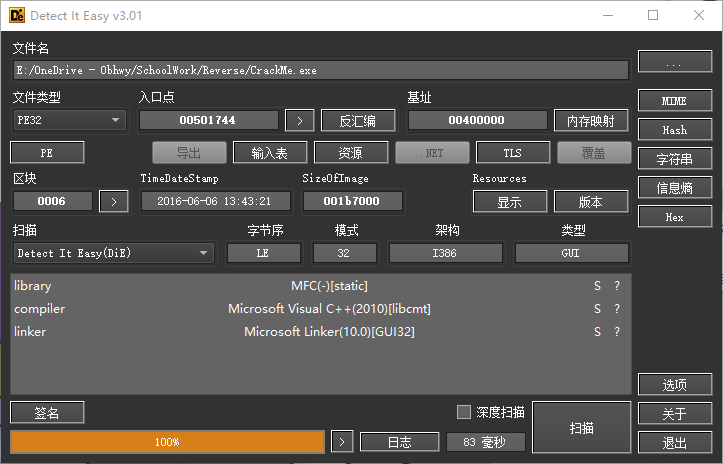 Detect It Easy v3.01
文件名
E:/OneDrive - Obhwy/SchoolWork/Reverse/CrackMe.exe
...
文件类型 入口点 基址
PE32 00501744 > 反汇编 00400000 内存映射 MIME
Hash
PE 导出 输入表 资源 .NET TLS 覆盖 字符串
区块 TimeDateStamp SizeOfImage Resources
信息熵
0006 > 2016-06-06 13:43:21 001b7000 显示 版本
Hex
扫描 字节序 模式 架构 类型
Detect It Easy(DiE) LE 32 I386 GUI
library MFC(-)[static] S ?
compiler Microsoft Visual C++(2010)[libcmt] S ?
linker Microsoft Linker(10.0)[GUI32] S ?
选项
签名 深度扫描 扫描 关于
100% > 日志 83 毫秒 退出